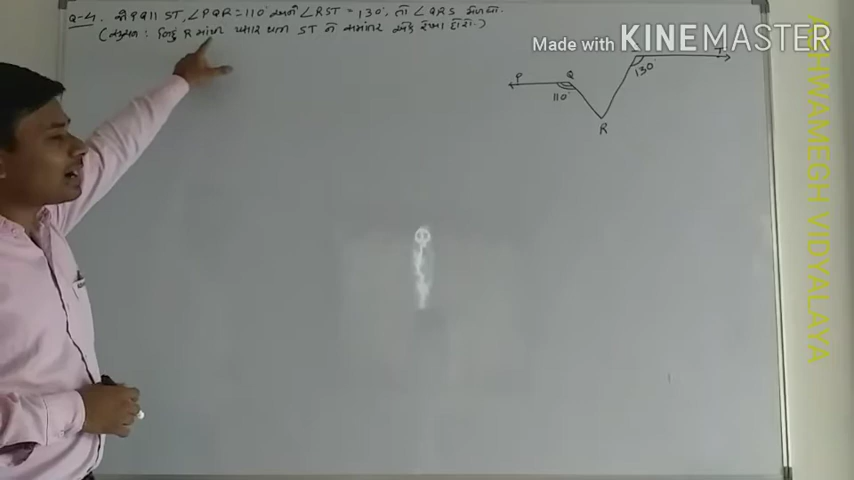 Q-4. જો PQ || ST, ∠PQR = 110° અને ∠RST = 130°, તો ∠QRS શોધો.
(સૂચન : બિંદુ R માંથી પસાર થતી ST ને સમાંતર એક રેખા દોરો.)
Made with KINEMASTER
P Q 110°
R
130° T
ASHWAMEGH VIDYALAYA